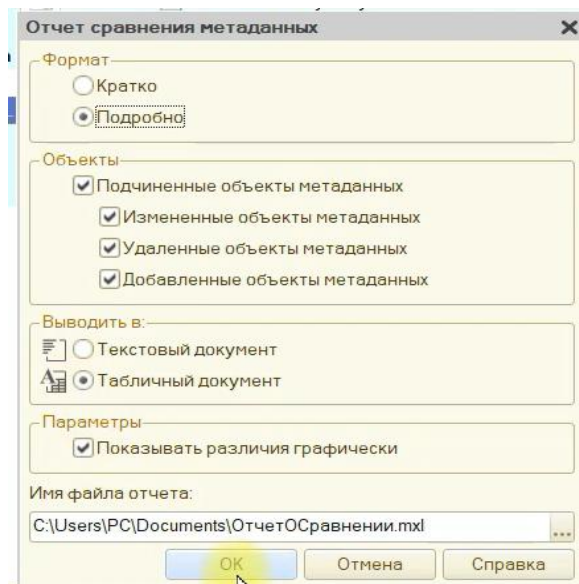 Отчет сравнения метаданных
Формат
Кратко
Подробно
Объекты
Подчиненные объекты метаданных
Измененные объекты метаданных
Удаленные объекты метаданных
Добавленные объекты метаданных
Выводить в:
Текстовый документ
Табличный документ
Параметры
Показывать различия графически
Имя файла отчета:
C:\Users\PC\Documents\ОтчетОСравнении.mxl ...
ОК Отмена Справка